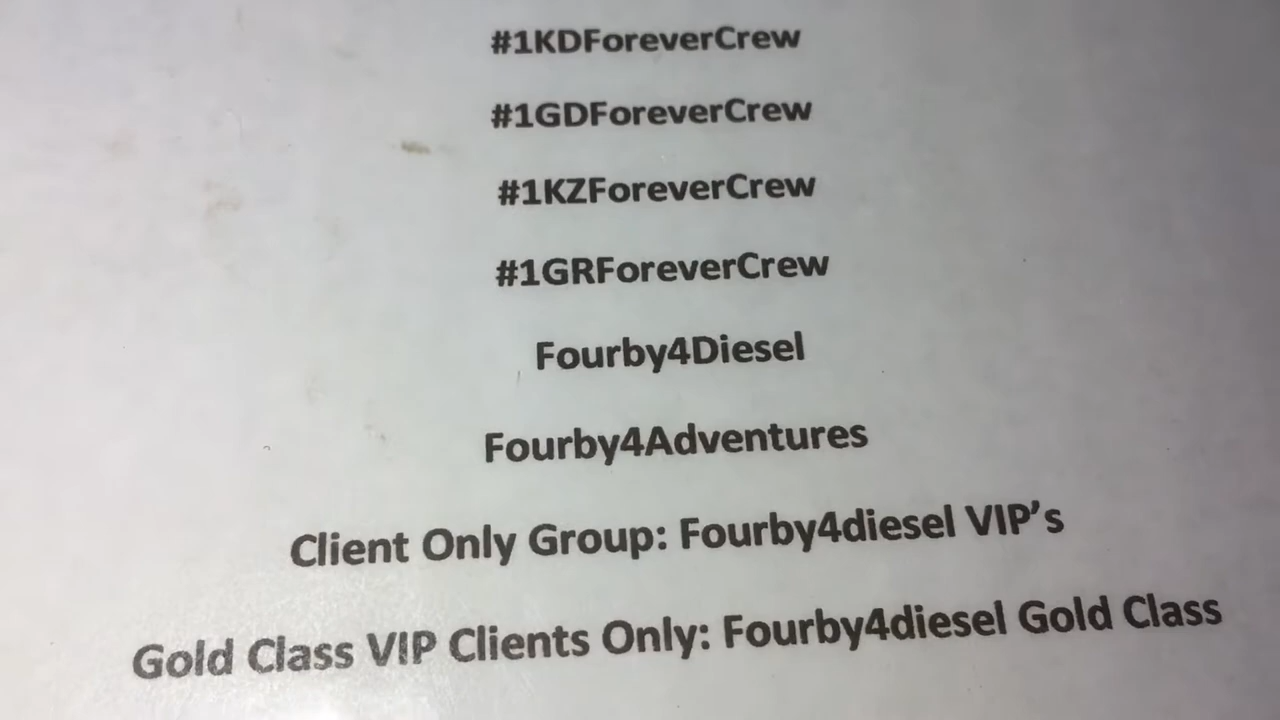 #1KDForeverCrew
#1GDForeverCrew
#1KZForeverCrew
#1GRForeverCrew
Fourby4Diesel
Fourby4Adventures
Client Only Group: Fourby4diesel VIP’s
Gold Class VIP Clients Only: Fourby4diesel Gold Class